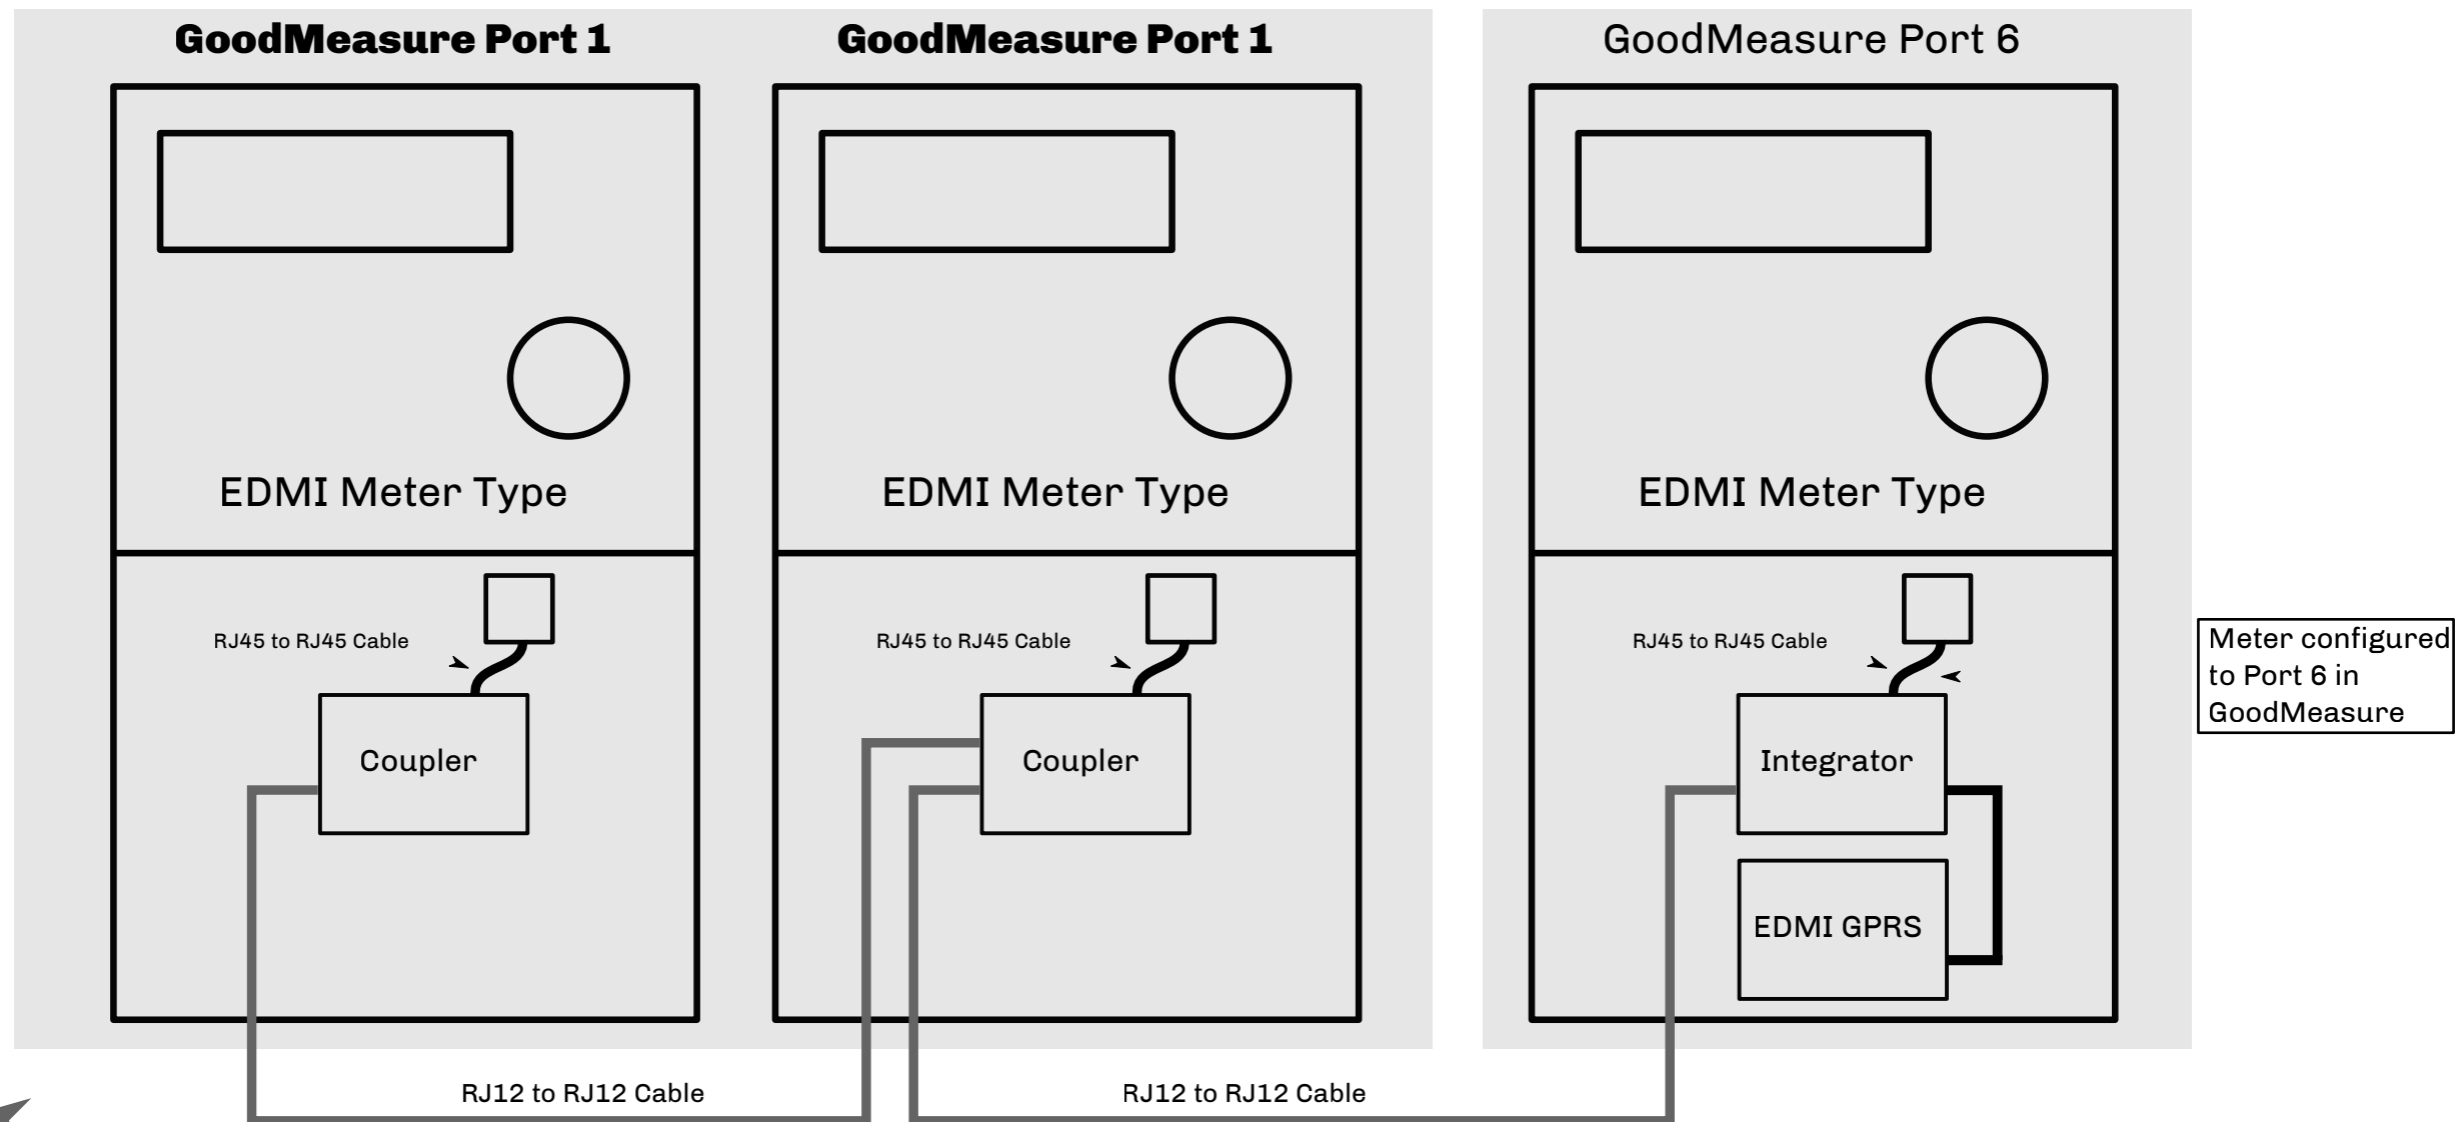 GoodMeasure Port 1
GoodMeasure Port 1
GoodMeasure Port 6
EDMI Meter Type
EDMI Meter Type
EDMI Meter Type
RJ45 to RJ45 Cable
RJ45 to RJ45 Cable
RJ45 to RJ45 Cable
Meter configured
to Port 6 in
GoodMeasure
Coupler
Coupler
Integrator
EDMI GPRS
RJ12 to RJ12 Cable
RJ12 to RJ12 Cable